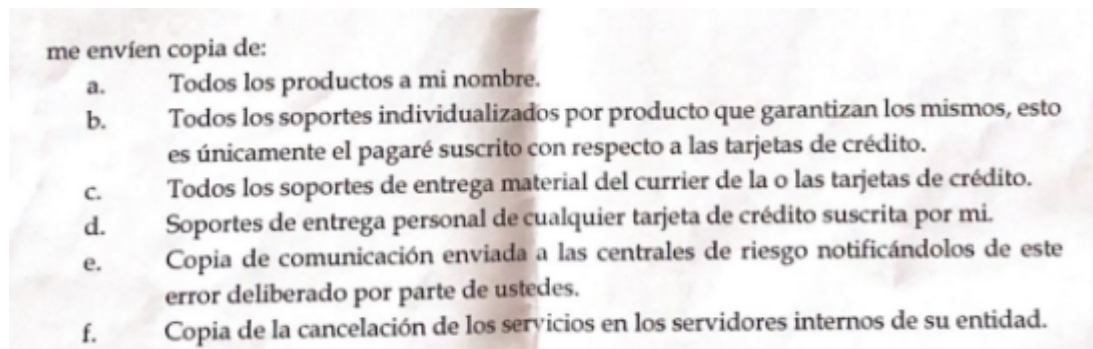 me envíen copia de:
a. Todos los productos a mi nombre.
b. Todos los soportes individualizados por producto que garantizan los mismos, esto
es únicamente el pagaré suscrito con respecto a las tarjetas de crédito.
c. Todos los soportes de entrega material del currier de la o las tarjetas de crédito.
d. Soportes de entrega personal de cualquier tarjeta de crédito suscrita por mi.
e. Copia de comunicación enviada a las centrales de riesgo notificándolos de este
error deliberado por parte de ustedes.
f. Copia de la cancelación de los servicios en los servidores internos de su entidad.